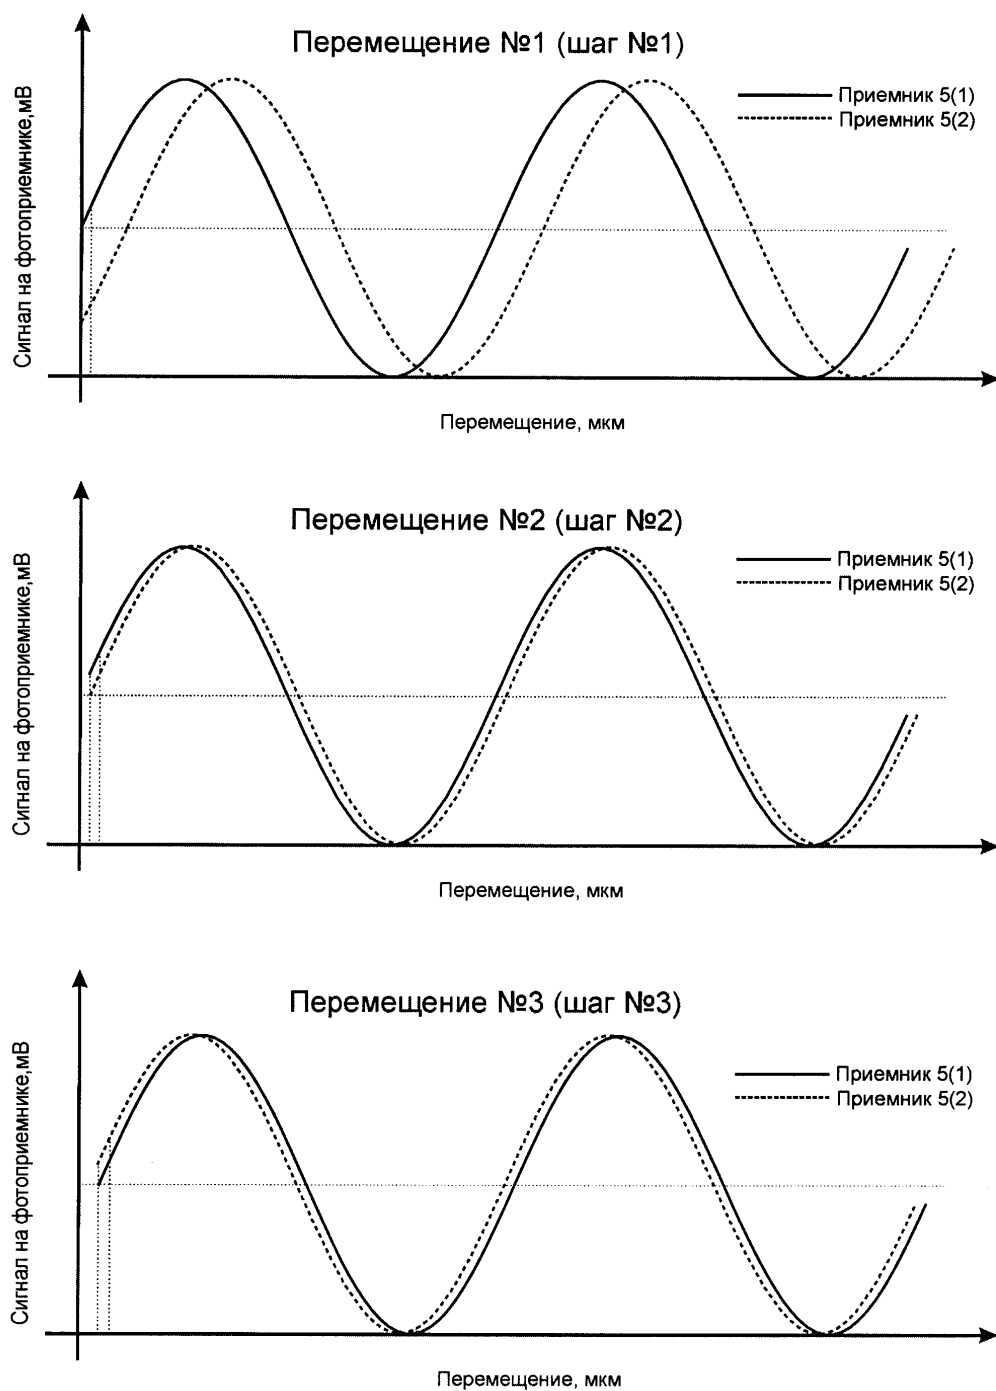 Перемещение №1 (шаг №1)
Сигнал на фотоприемнике,мВ
Приемник 5(1)
Приемник 5(2)
Перемещение, мкм
Перемещение №2 (шаг №2)
Сигнал на фотоприемнике,мВ
Приемник 5(1)
Приемник 5(2)
Перемещение, мкм
Перемещение №3 (шаг №3)
Сигнал на фотоприемнике,мВ
Приемник 5(1)
Приемник 5(2)
Перемещение, мкм